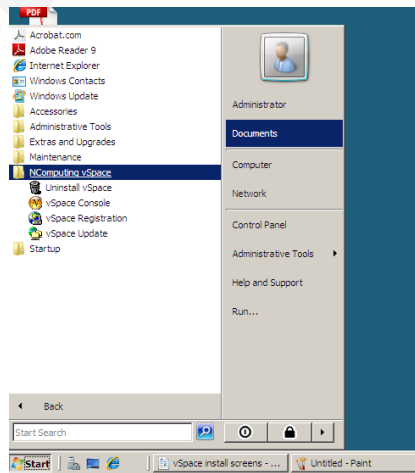 PDF
Acrobat.com
Adobe Reader 9
Internet Explorer
Windows Contacts
Windows Update
Accessories
Administrative Tools
Extras and Upgrades
Maintenance
NComputing vSpace
Uninstall vSpace
vSpace Console
vSpace Registration
vSpace Update
Startup
Back
Start Search
Administrator
Documents
Computer
Network
Control Panel
Administrative Tools
Help and Support
Run...
Start
vSpace install screens - ...
Untitled - Paint